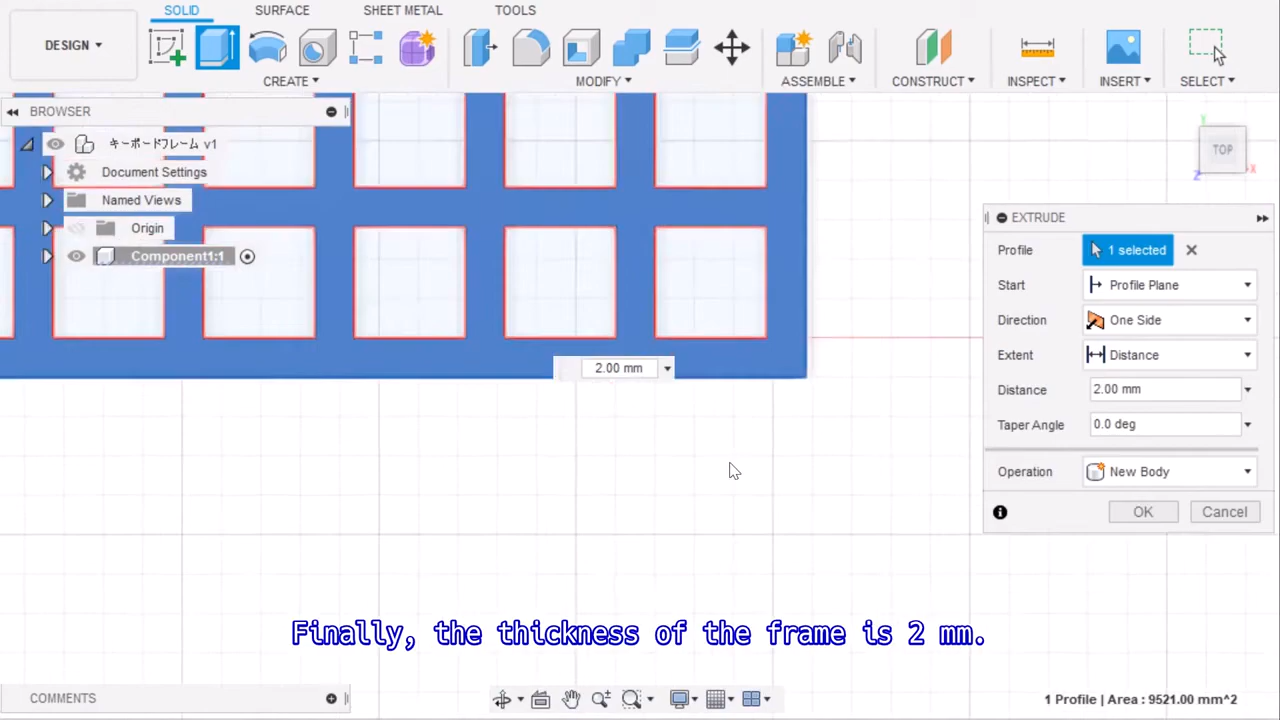 SOLID SURFACE SHEET METAL TOOLS
DESIGN
CREATE MODIFY ASSEMBLE CONSTRUCT INSPECT INSERT SELECT
BROWSER
キーボードフレーム v1
Document Settings
Named Views
Origin
Component1:1
TOP
Y
X
Z
EXTRUDE
Profile 1 selected
Start Profile Plane
Direction One Side
Extent Distance
Distance 2.00 mm
Taper Angle 0.0 deg
Operation New Body
OK Cancel
2.00 mm
Finally, the thickness of the frame is 2 mm.
COMMENTS
1 Profile | Area : 9521.00 mm^2